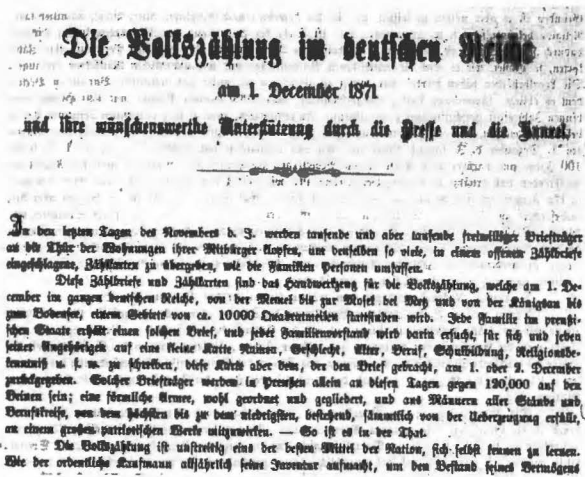 Die Volkszählung im deutschen Reiche
am 1. December 1871
und ihre wünschenswerthe Unterstützung durch die Presse und die
In den letzten Tagen des Novembers d. J. werden tausende und aber tausende freiwilliger Briefträger
an die Thür der Wohnungen ihrer Mitbürger klopfen, um denselben so viele, in einem offenen Zählbriefe
eingeschlagene, Zählkarten zu übergeben, wie die Familien Personen umfassen.
Diese Zählbriefe und Zählkarten sind das Handwerkzeug für die Volkszählung, welche am 1. De-
cember im ganzen deutschen Reiche, von der Memel bis zur Mosel bei Metz und von der Königsau bis
zum Bodensee, einem Gebiete von ca. 10000 Quadratmeilen stattfinden wird. Jede Familie im preußi-
schen Staate erhält einen solchen Brief, und jeder Familienvorstand wird darin ersucht, für sich und jeden
seiner Angehörigen auf eine kleine Karte Namen, Geschlecht, Alter, Beruf, Schulbildung, Religionsbe-
kenntniß u. s. w. zu schreiben, diese Karte aber dem, der den Brief gebracht, am 1. oder 2. December
zurückzugeben. Solcher Briefträger werden in Preußen allein an diesen Tagen gegen 120,000 auf den
Beinen sein; eine förmliche Armee, wohl geordnet und gegliedert, und aus Männern aller Stände und
Berufskreise, von dem höchsten bis zu dem niedrigsten, bestehend, sämmtlich von der Ueberzeugung erfüllt,
an einem großen patriotischen Werke mitzuwirken. — So ist es in der That.
Die Volkszählung ist unstreitig eins der besten Mittel der Nation, sich selbst kennen zu lernen.
Wie der ordentliche Kaufmann alljährlich seine Inventur aufmacht, um den Bestand seines Vermögens